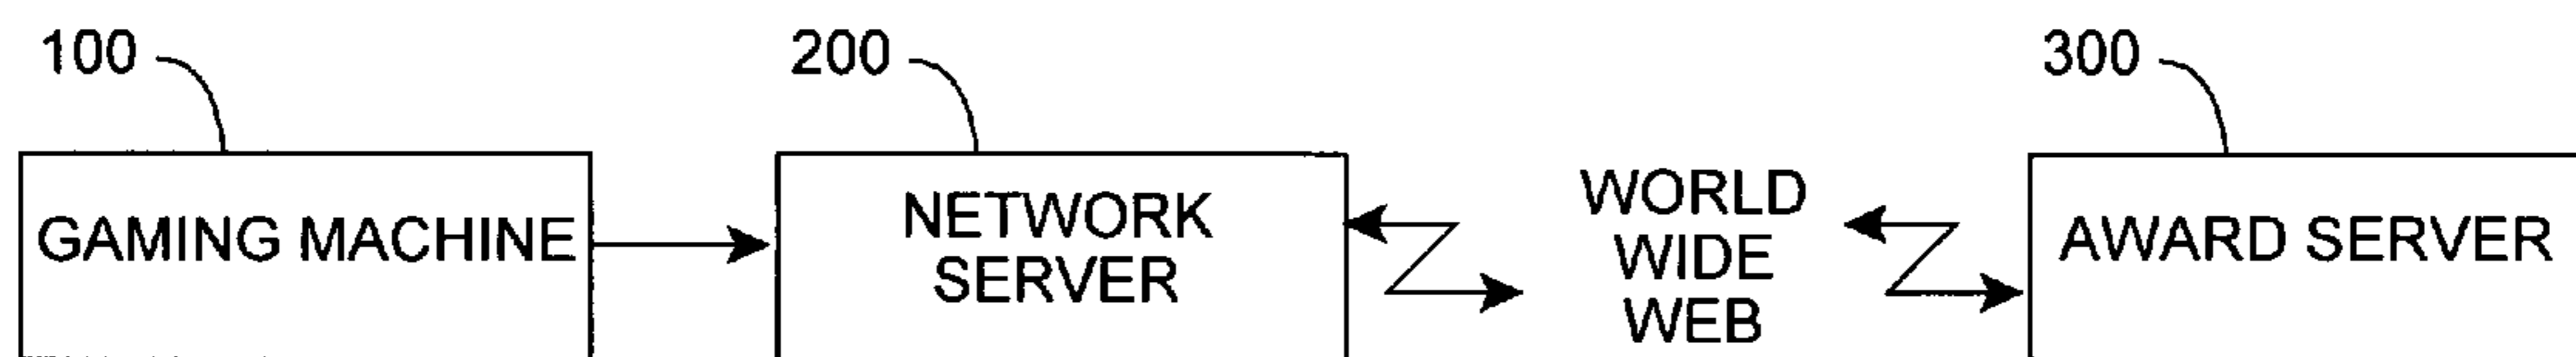 100
200
300
GAMING MACHINE
NETWORK
SERVER
WORLD
WIDE
WEB
AWARD SERVER